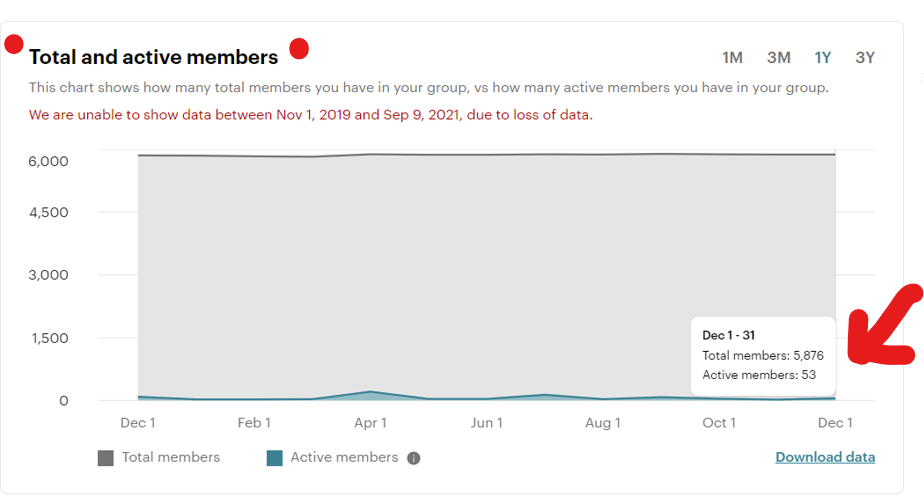 Total and active members
1M 3M 1Y 3Y
This chart shows how many total members you have in your group, vs how many active members you have in your group.
We are unable to show data between Nov 1, 2019 and Sep 9, 2021, due to loss of data.
6,000
4,500
3,000
1,500
0
Dec 1 - 31
Total members: 5,876
Active members: 53
Dec 1 Feb 1 Apr 1 Jun 1 Aug 1 Oct 1 Dec 1
Total members Active members i Download data